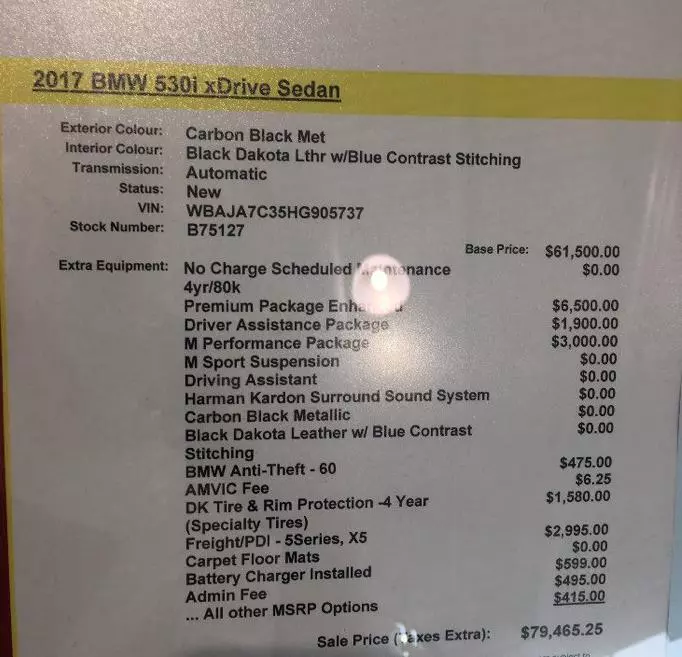 2017 BMW 530i xDrive Sedan
Exterior Colour: Carbon Black Met
Interior Colour: Black Dakota Lthr w/Blue Contrast Stitching
Transmission: Automatic
Status: New
VIN: WBAJA7C35HG905737
Stock Number: B75127
Base Price: $61,500.00
Extra Equipment: No Charge Scheduled Maintenance $0.00
4yr/80k
Premium Package Enhanced $6,500.00
Driver Assistance Package $1,900.00
M Performance Package $3,000.00
M Sport Suspension $0.00
Driving Assistant $0.00
Harman Kardon Surround Sound System $0.00
Carbon Black Metallic $0.00
Black Dakota Leather w/ Blue Contrast $0.00
Stitching
BMW Anti-Theft - 60 $475.00
AMVIC Fee $6.25
DK Tire & Rim Protection -4 Year $1,580.00
(Specialty Tires)
Freight/PDI - 5Series, X5 $2,995.00
Carpet Floor Mats $0.00
Battery Charger Installed $599.00
Admin Fee $495.00
... All other MSRP Options $415.00
Sale Price (Taxes Extra): $79,465.25